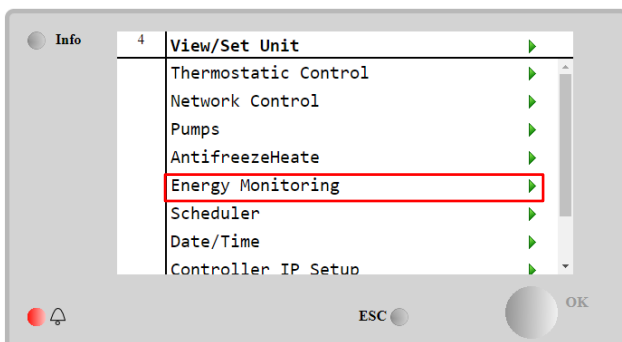 Info
4 View/Set Unit
Thermostatic Control
Network Control
Pumps
AntifreezeHeate
Energy Monitoring
Scheduler
Date/Time
Controller IP Setup
ESC
OK